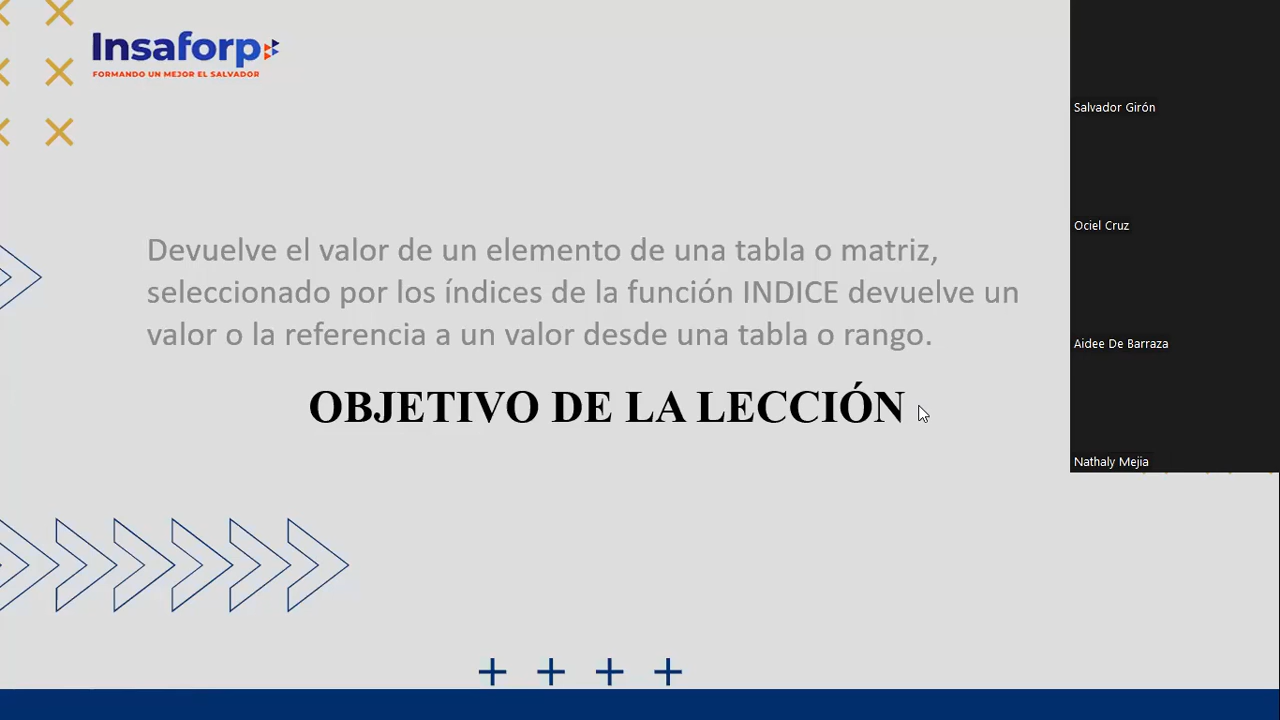 Insaforp
FORMANDO UN MEJOR EL SALVADOR
Devuelve el valor de un elemento de una tabla o matriz,
seleccionado por los índices de la función INDICE devuelve un
valor o la referencia a un valor desde una tabla o rango.
OBJETIVO DE LA LECCIÓN
Salvador Girón
Ociel Cruz
Aidee De Barraza
Nathaly Mejia